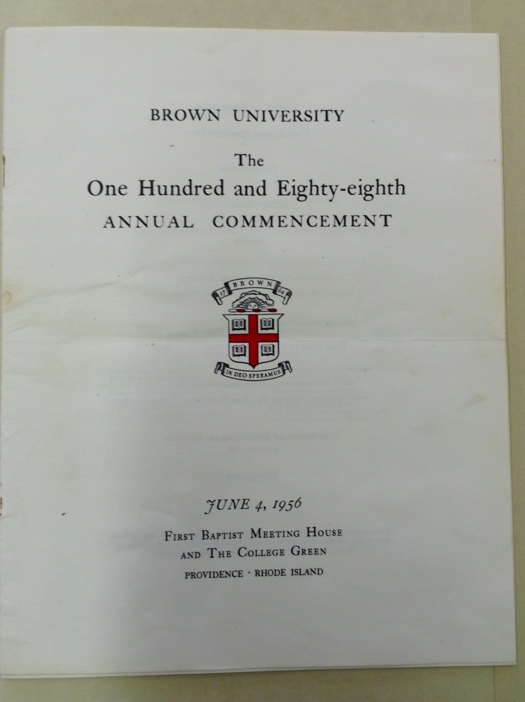 BROWN UNIVERSITY
The
One Hundred and Eighty-eighth
ANNUAL COMMENCEMENT
BROWN
IN DEO SPERAMUS
JUNE 4, 1956
FIRST BAPTIST MEETING HOUSE
AND THE COLLEGE GREEN
PROVIDENCE · RHODE ISLAND